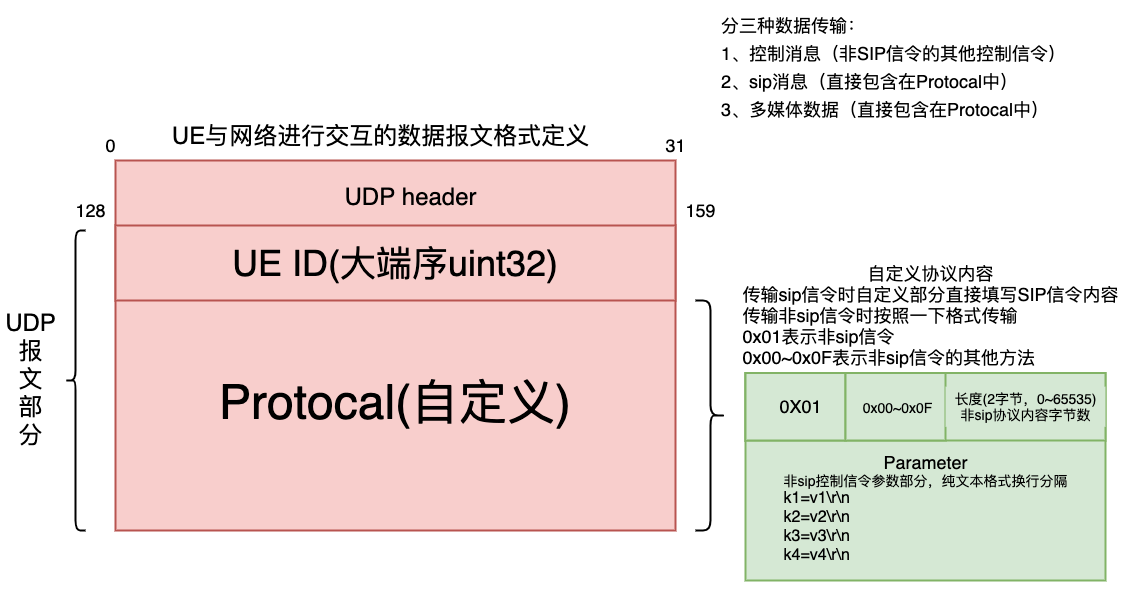 分三种数据传输：
1、控制消息（非SIP信令的其他控制信令）
2、sip消息（直接包含在Protocal中）
3、多媒体数据（直接包含在Protocal中）
UE与网络进行交互的数据报文格式定义
0
31
UDP header
128
159
UE ID(大端序uint32)
UDP
报
文
部
分
Protocal(自定义)
自定义协议内容
传输sip信令时自定义部分直接填写SIP信令内容
传输非sip信令时按照一下格式传输
0x01表示非sip信令
0x00~0x0F表示非sip信令的其他方法
0X01
0x00~0x0F
长度(2字节，0~65535)
非sip协议内容字节数
Parameter
非sip控制信令参数部分，纯文本格式换行分隔
k1=v1\r\n
k2=v2\r\n
k3=v3\r\n
k4=v4\r\n